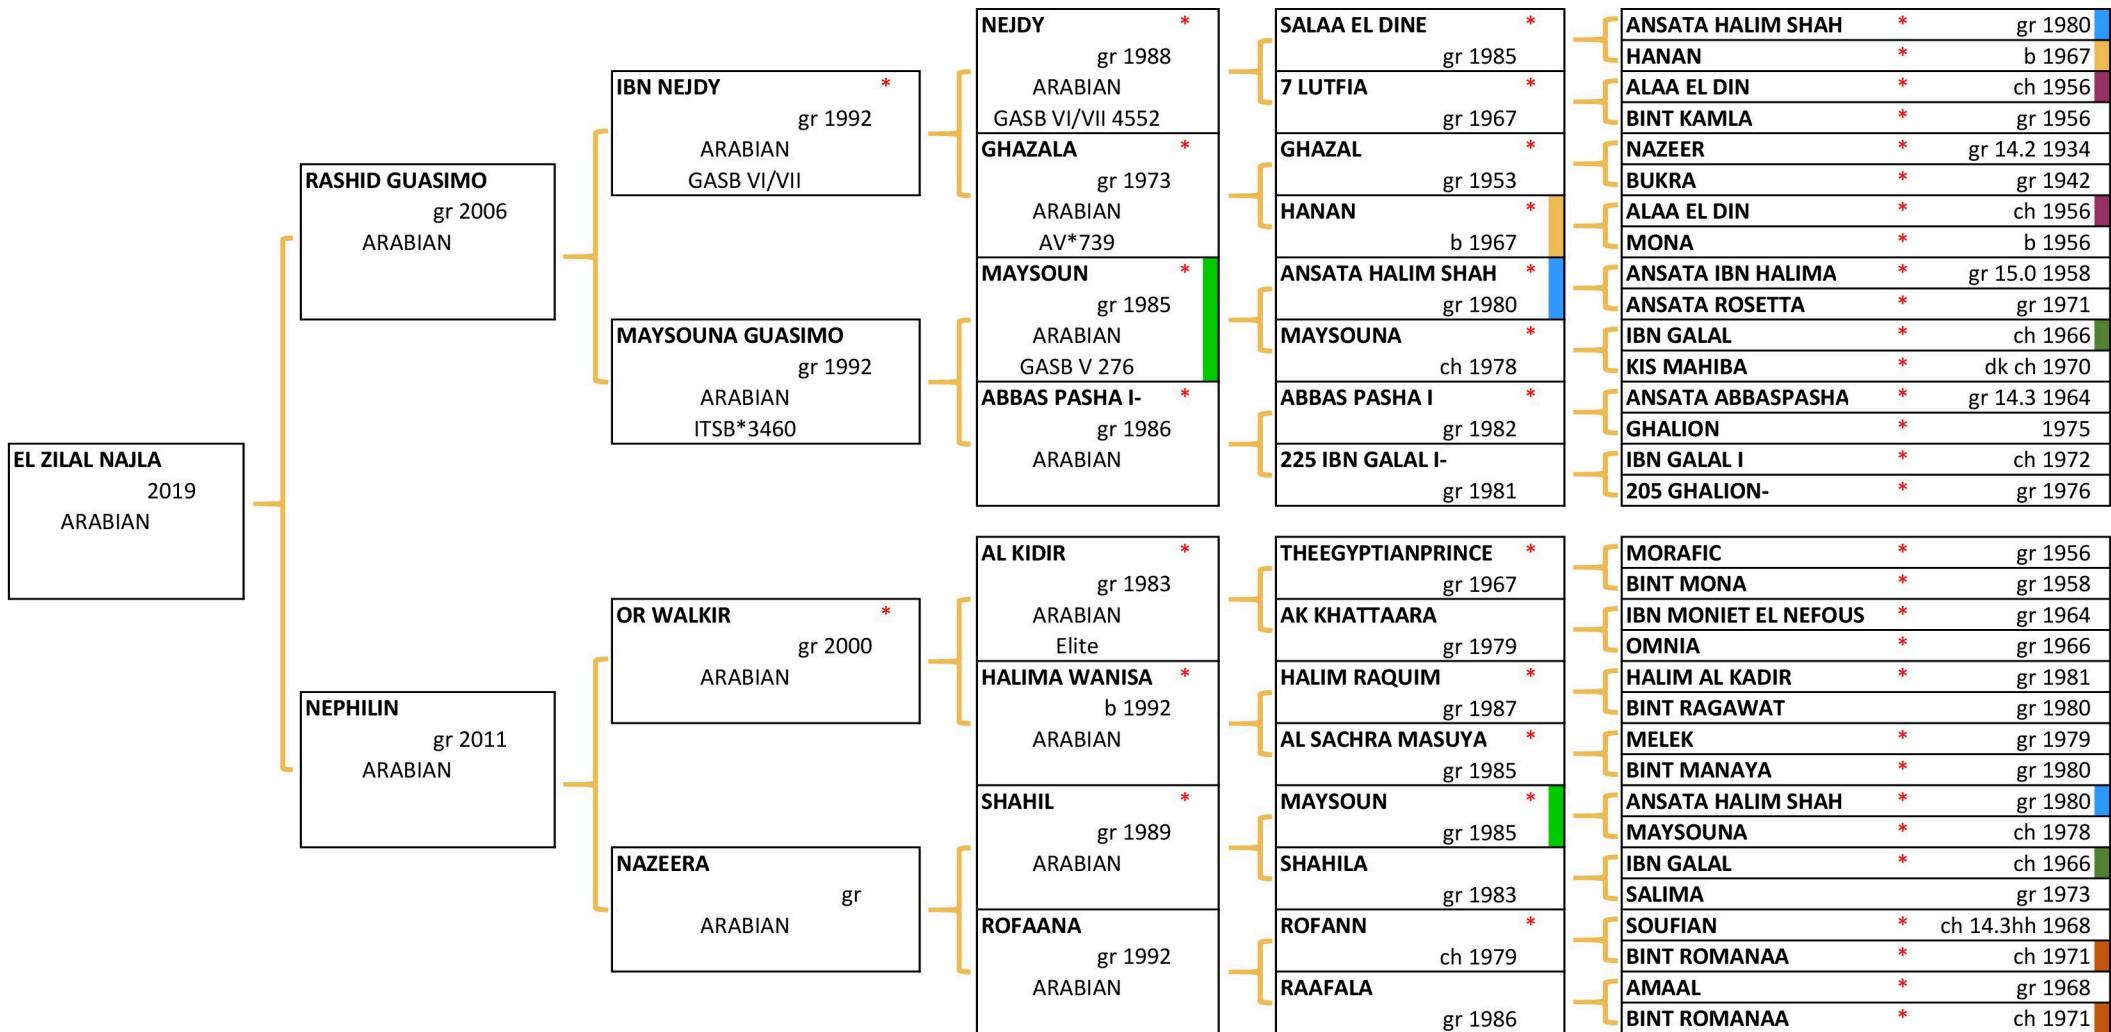 EL ZILAL NAJLA
2019
ARABIAN
RASHID GUASIMO
gr 2006
ARABIAN
NEPHILIN
gr 2011
ARABIAN
IBN NEJDY *
gr 1992
ARABIAN
GASB VI/VII
MAYSOUNA GUASIMO
gr 1992
ARABIAN
ITSB*3460
OR WALKIR *
gr 2000
ARABIAN
NAZEERA
gr
ARABIAN
NEJDY *
gr 1988
ARABIAN
GASB VI/VII 4552
GHAZALA *
gr 1973
ARABIAN
AV*739
MAYSOUN *
gr 1985
ARABIAN
GASB V 276
ABBAS PASHA I- *
gr 1986
ARABIAN
AL KIDIR *
gr 1983
ARABIAN
Elite
HALIMA WANISA *
b 1992
ARABIAN
SHAHIL *
gr 1989
ARABIAN
ROFAANA
gr 1992
ARABIAN
SALAA EL DINE *
gr 1985
7 LUTFIA *
gr 1967
GHAZAL *
gr 1953
HANAN *
b 1967
ANSATA HALIM SHAH *
gr 1980
MAYSOUNA *
ch 1978
ABBAS PASHA I *
gr 1982
225 IBN GALAL I-
gr 1981
THEEGYPTIANPRINCE *
gr 1967
AK KHATTAARA
gr 1979
HALIM RAQUIM *
gr 1987
AL SACHRA MASUYA *
gr 1985
MAYSOUN *
gr 1985
SHAHILA
gr 1983
ROFANN *
ch 1979
RAAFALA
gr 1986
ANSATA HALIM SHAH * gr 1980
HANAN * b 1967
ALAA EL DIN * ch 1956
BINT KAMLA * gr 1956
NAZEER * gr 14.2 1934
BUKRA * gr 1942
ALAA EL DIN * ch 1956
MONA * b 1956
ANSATA IBN HALIMA * gr 15.0 1958
ANSATA ROSETTA * gr 1971
IBN GALAL * ch 1966
KIS MAHIBA * dk ch 1970
ANSATA ABBASPASHA * gr 14.3 1964
GHALION * 1975
IBN GALAL I * ch 1972
205 GHALION- * gr 1976
MORAFIC * gr 1956
BINT MONA * gr 1958
IBN MONIET EL NEFOUS * gr 1964
OMNIA * gr 1966
HALIM AL KADIR * gr 1981
BINT RAGAWAT gr 1980
MELEK * gr 1979
BINT MANAYA * gr 1980
ANSATA HALIM SHAH * gr 1980
MAYSOUNA * ch 1978
IBN GALAL * ch 1966
SALIMA gr 1973
SOUFIAN * ch 14.3hh 1968
BINT ROMANAA * ch 1971
AMAAL * gr 1968
BINT ROMANAA * ch 1971